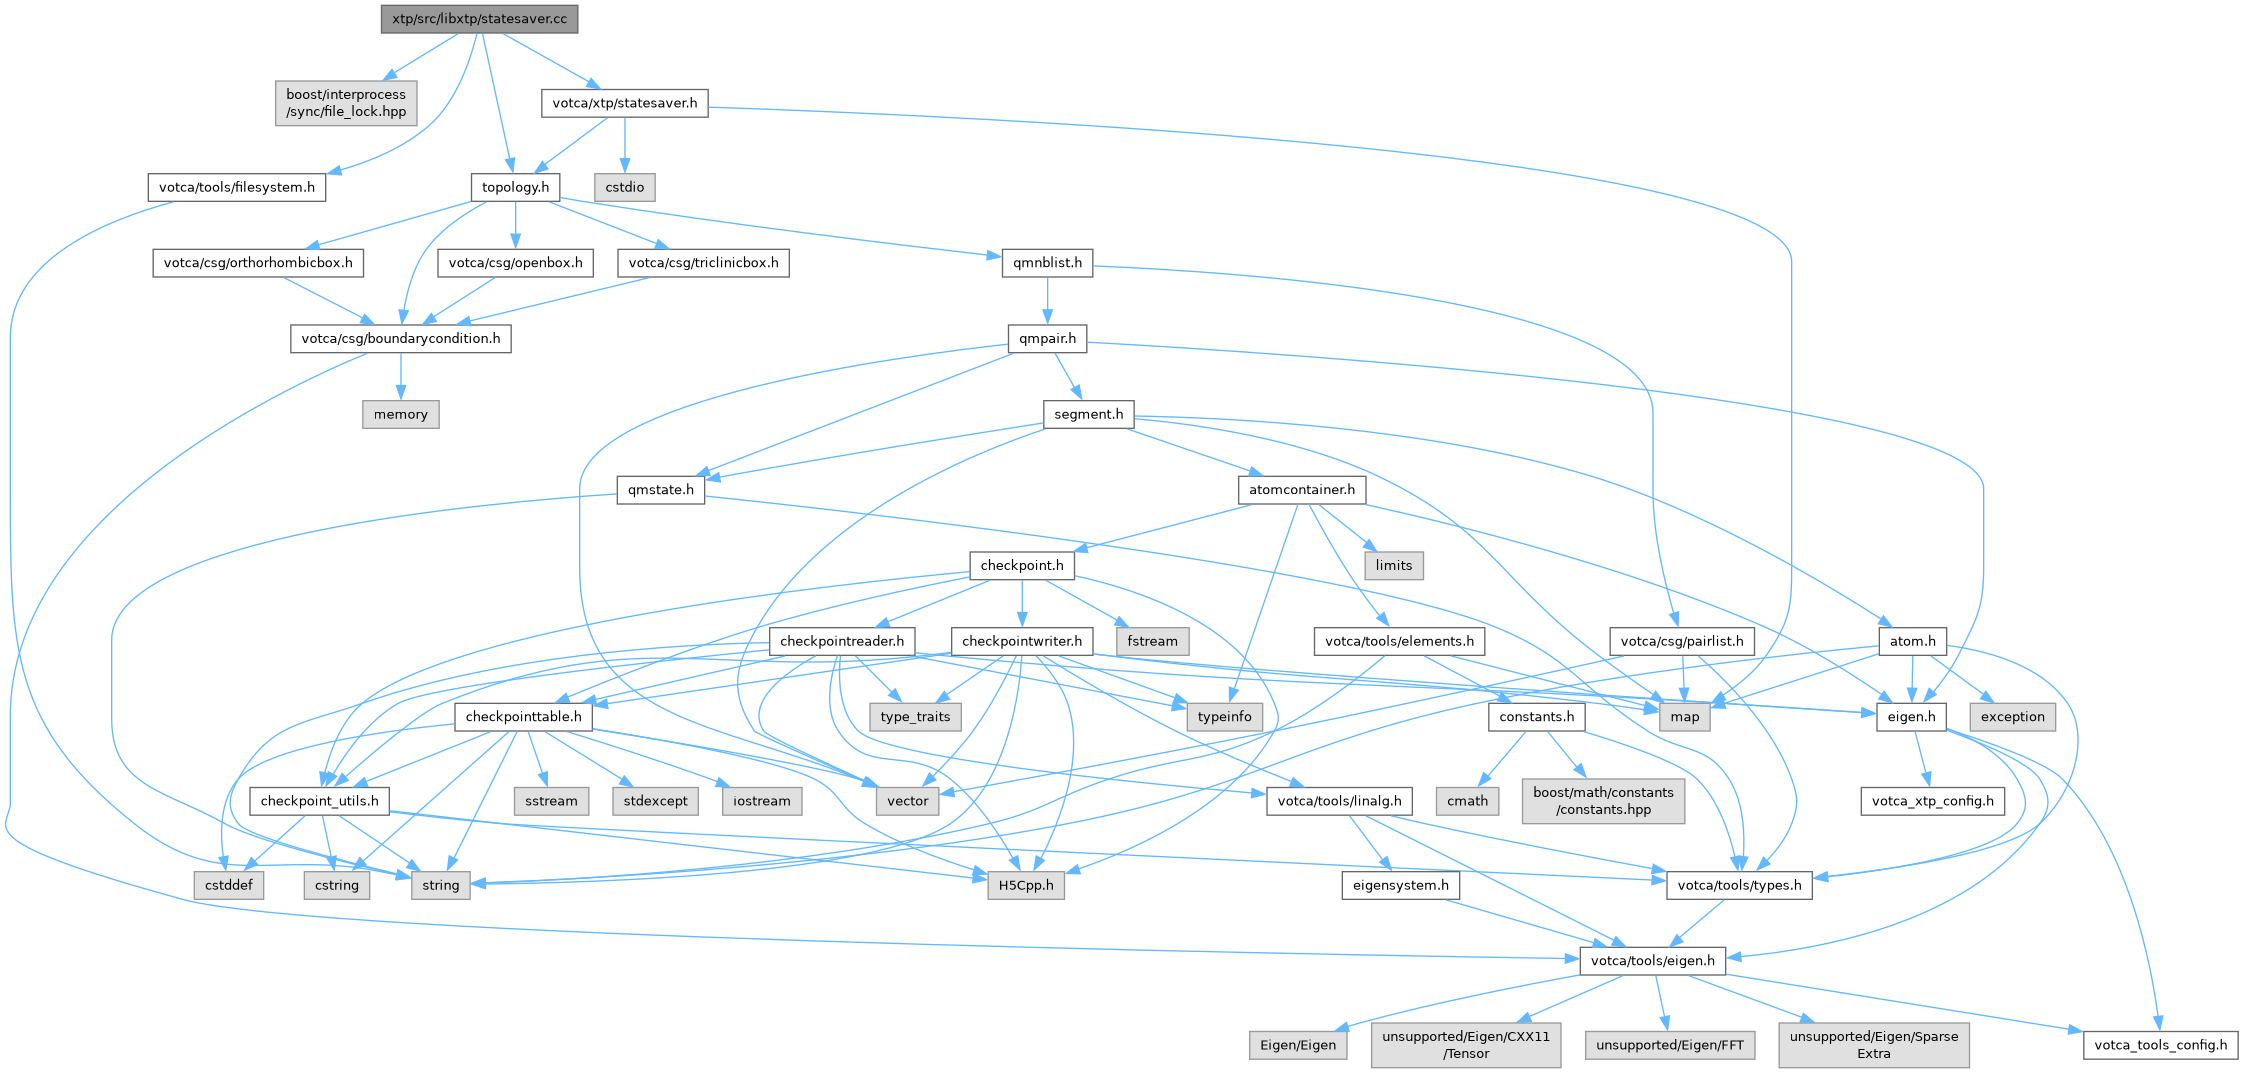 xtp/src/libxtp/statesaver.cc
boost/interprocess
/sync/file_lock.hpp
votca/xtp/statesaver.h
votca/tools/filesystem.h
topology.h
cstdio
votca/csg/orthorhombicbox.h
votca/csg/openbox.h
votca/csg/triclinicbox.h
qmnblist.h
votca/csg/boundarycondition.h
qmpair.h
memory
segment.h
qmstate.h
atomcontainer.h
checkpoint.h
limits
checkpointreader.h
checkpointwriter.h
fstream
votca/tools/elements.h
votca/csg/pairlist.h
atom.h
checkpointtable.h
type_traits
typeinfo
constants.h
map
eigen.h
exception
checkpoint_utils.h
sstream
stdexcept
iostream
vector
votca/tools/linalg.h
cmath
boost/math/constants
/constants.hpp
votca_xtp_config.h
cstddef
cstring
string
H5Cpp.h
eigensystem.h
votca/tools/types.h
votca/tools/eigen.h
Eigen/Eigen
unsupported/Eigen/CXX11
/Tensor
unsupported/Eigen/FFT
unsupported/Eigen/Sparse
Extra
votca_tools_config.h